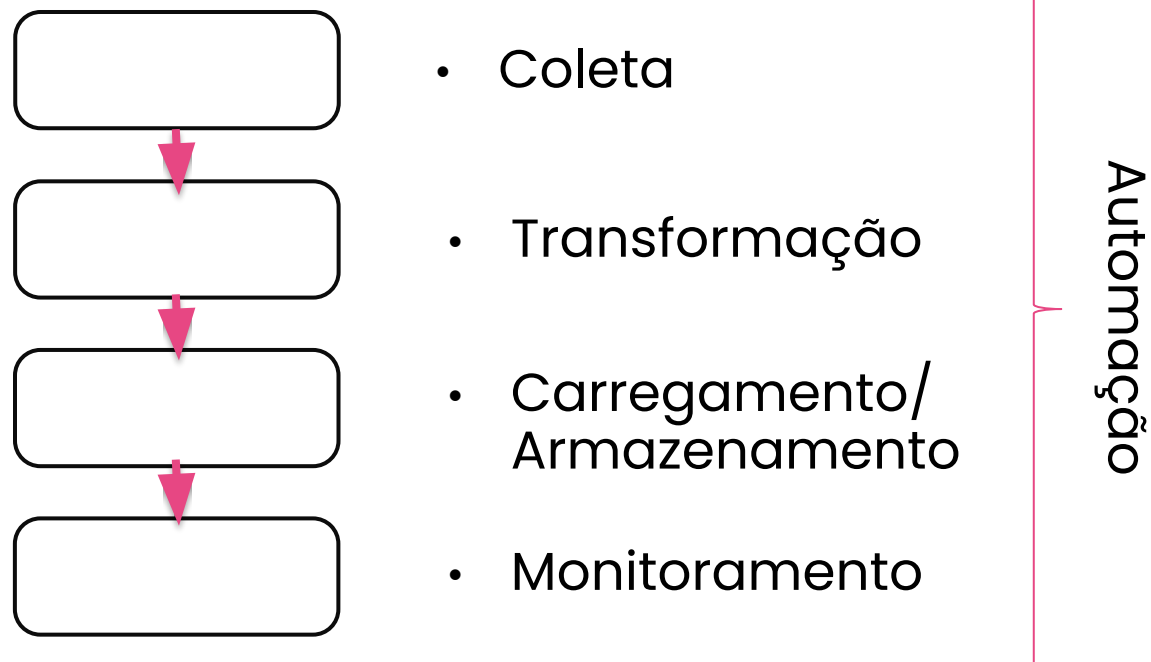 • Coleta
• Transformação
• Carregamento/
Armazenamento
• Monitoramento
Automação